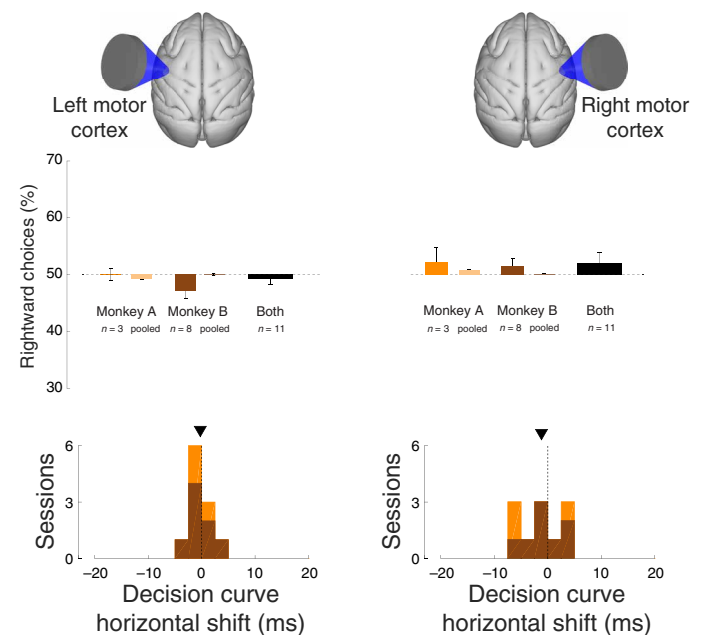 Left motor
cortex
Right motor
cortex
Rightward choices (%)
70
60
50
40
30
Monkey A Monkey B Both
n = 3 pooled n = 8 pooled n = 11
Monkey A Monkey B Both
n = 3 pooled n = 8 pooled n = 11
Sessions
6
3
0
–20 –10 0 10 20
Decision curve
horizontal shift (ms)
Sessions
6
3
0
–20 –10 0 10 20
Decision curve
horizontal shift (ms)